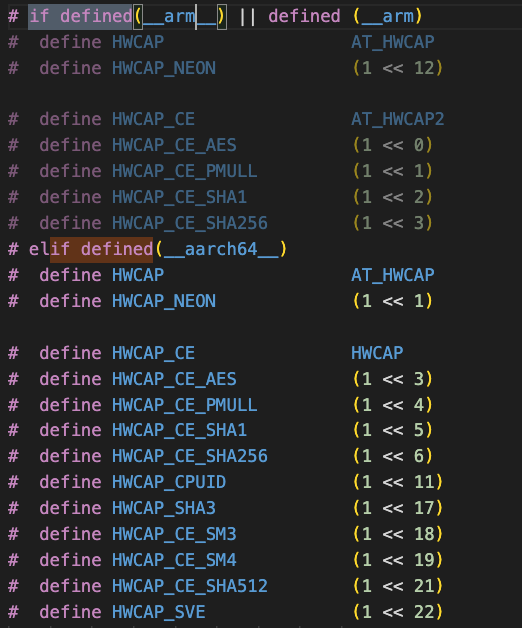 # if defined(__arm__) || defined (__arm)
#  define HWCAP                  AT_HWCAP
#  define HWCAP_NEON             (1 << 12)

#  define HWCAP_CE               AT_HWCAP2
#  define HWCAP_CE_AES           (1 << 0)
#  define HWCAP_CE_PMULL         (1 << 1)
#  define HWCAP_CE_SHA1          (1 << 2)
#  define HWCAP_CE_SHA256        (1 << 3)
# elif defined(__aarch64__)
#  define HWCAP                  AT_HWCAP
#  define HWCAP_NEON             (1 << 1)

#  define HWCAP_CE               HWCAP
#  define HWCAP_CE_AES           (1 << 3)
#  define HWCAP_CE_PMULL         (1 << 4)
#  define HWCAP_CE_SHA1          (1 << 5)
#  define HWCAP_CE_SHA256        (1 << 6)
#  define HWCAP_CPUID            (1 << 11)
#  define HWCAP_SHA3             (1 << 17)
#  define HWCAP_CE_SM3           (1 << 18)
#  define HWCAP_CE_SM4           (1 << 19)
#  define HWCAP_CE_SHA512        (1 << 21)
#  define HWCAP_SVE              (1 << 22)